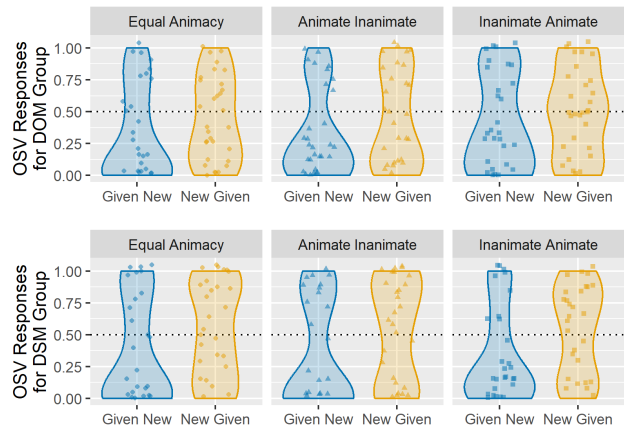 Equal Animacy Animate Inanimate Inanimate Animate
OSV Responses
for DOM Group
1.00
0.75
0.50
0.25
0.00
Given New New Given Given New New Given Given New New Given
Equal Animacy Animate Inanimate Inanimate Animate
OSV Responses
for DSM Group
1.00
0.75
0.50
0.25
0.00
Given New New Given Given New New Given Given New New Given